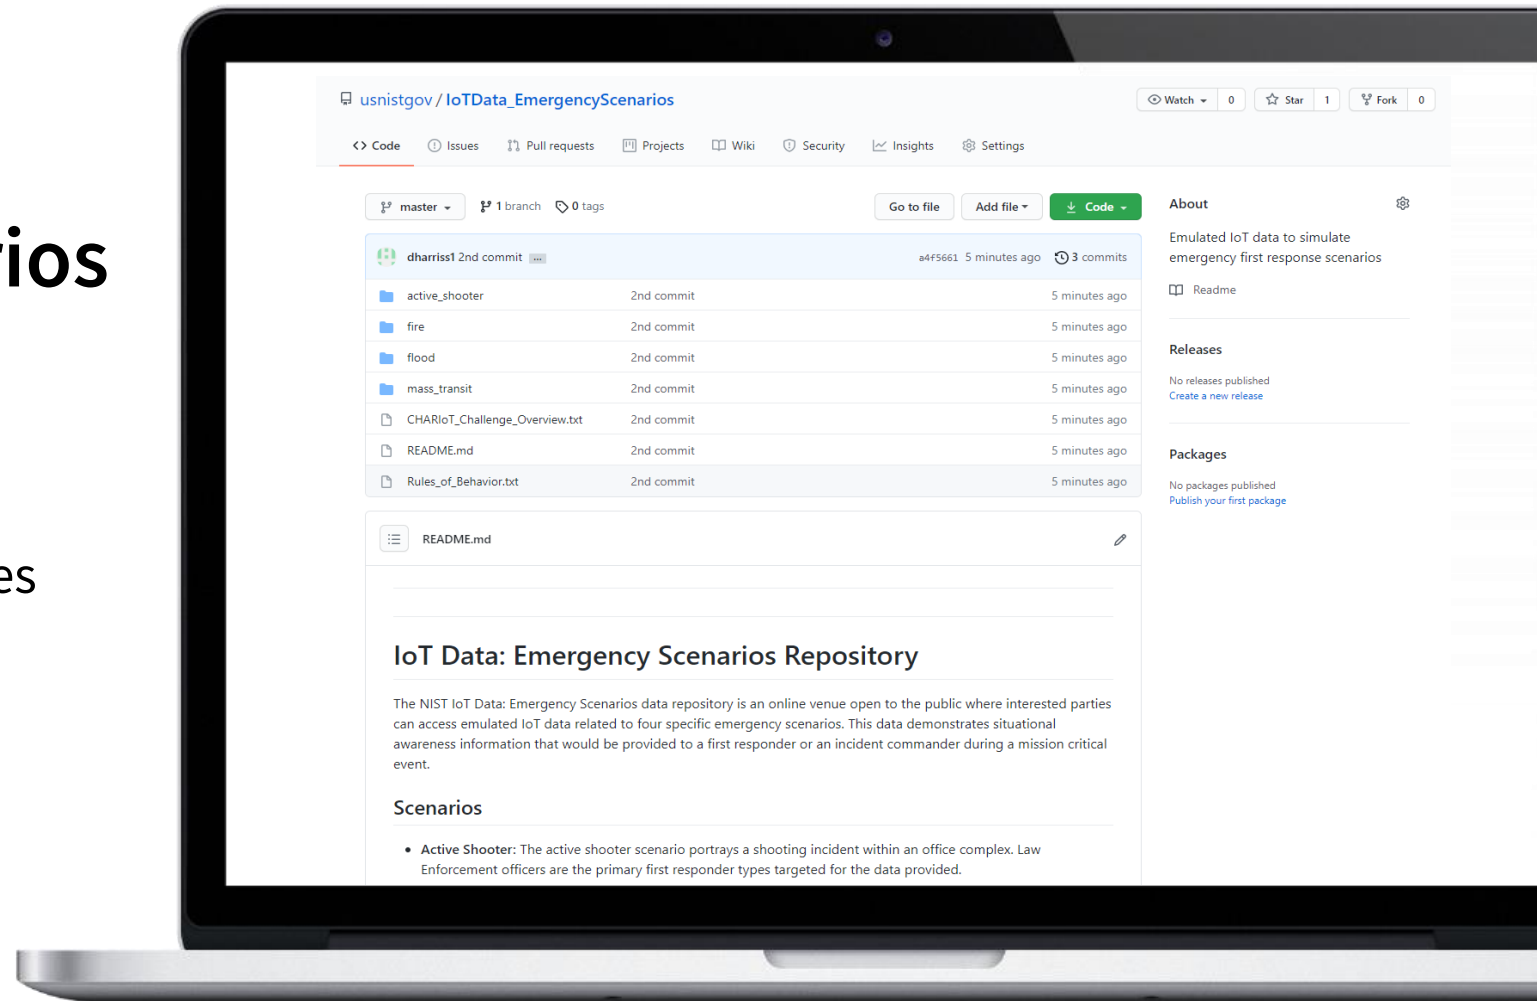 rios
es
usnistgov / IoTData_EmergencyScenarios
Watch 0 Star 1 Fork 0
Code Issues Pull requests Projects Wiki Security Insights Settings
master 1 branch 0 tags Go to file Add file Code
dharriss1 2nd commit ... a4f5661 5 minutes ago 3 commits
active_shooter 2nd commit 5 minutes ago
fire 2nd commit 5 minutes ago
flood 2nd commit 5 minutes ago
mass_transit 2nd commit 5 minutes ago
CHARIoT_Challenge_Overview.txt 2nd commit 5 minutes ago
README.md 2nd commit 5 minutes ago
Rules_of_Behavior.txt 2nd commit 5 minutes ago
About
Emulated IoT data to simulate
emergency first response scenarios
Readme
Releases
No releases published
Create a new release
Packages
No packages published
Publish your first package
README.md
IoT Data: Emergency Scenarios Repository
The NIST IoT Data: Emergency Scenarios data repository is an online venue open to the public where interested parties
can access emulated IoT data related to four specific emergency scenarios. This data demonstrates situational
awareness information that would be provided to a first responder or an incident commander during a mission critical
event.
Scenarios
• Active Shooter: The active shooter scenario portrays a shooting incident within an office complex. Law
Enforcement officers are the primary first responder types targeted for the data provided.